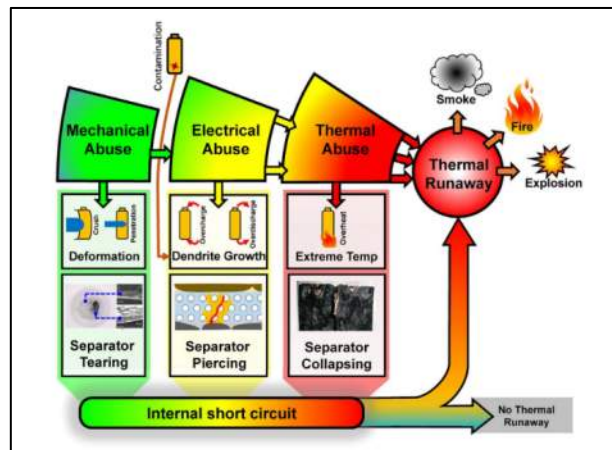 Contamination
Smoke
Fire
Explosion
Mechanical
Abuse
Electrical
Abuse
Thermal
Abuse
Thermal
Runaway
Crush
Penetration
Deformation
Overcharge
Overdischarge
Dendrite Growth
Overheat
Extreme Temp
Separator
Tearing
Separator
Piercing
Separator
Collapsing
Internal short circuit
No Thermal
Runaway